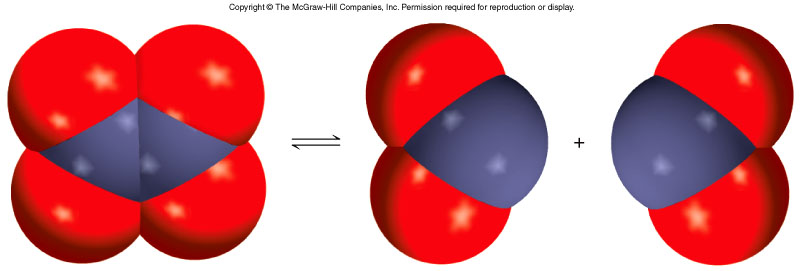 Copyright © The McGraw-Hill Companies, Inc. Permission required for reproduction or display.
+